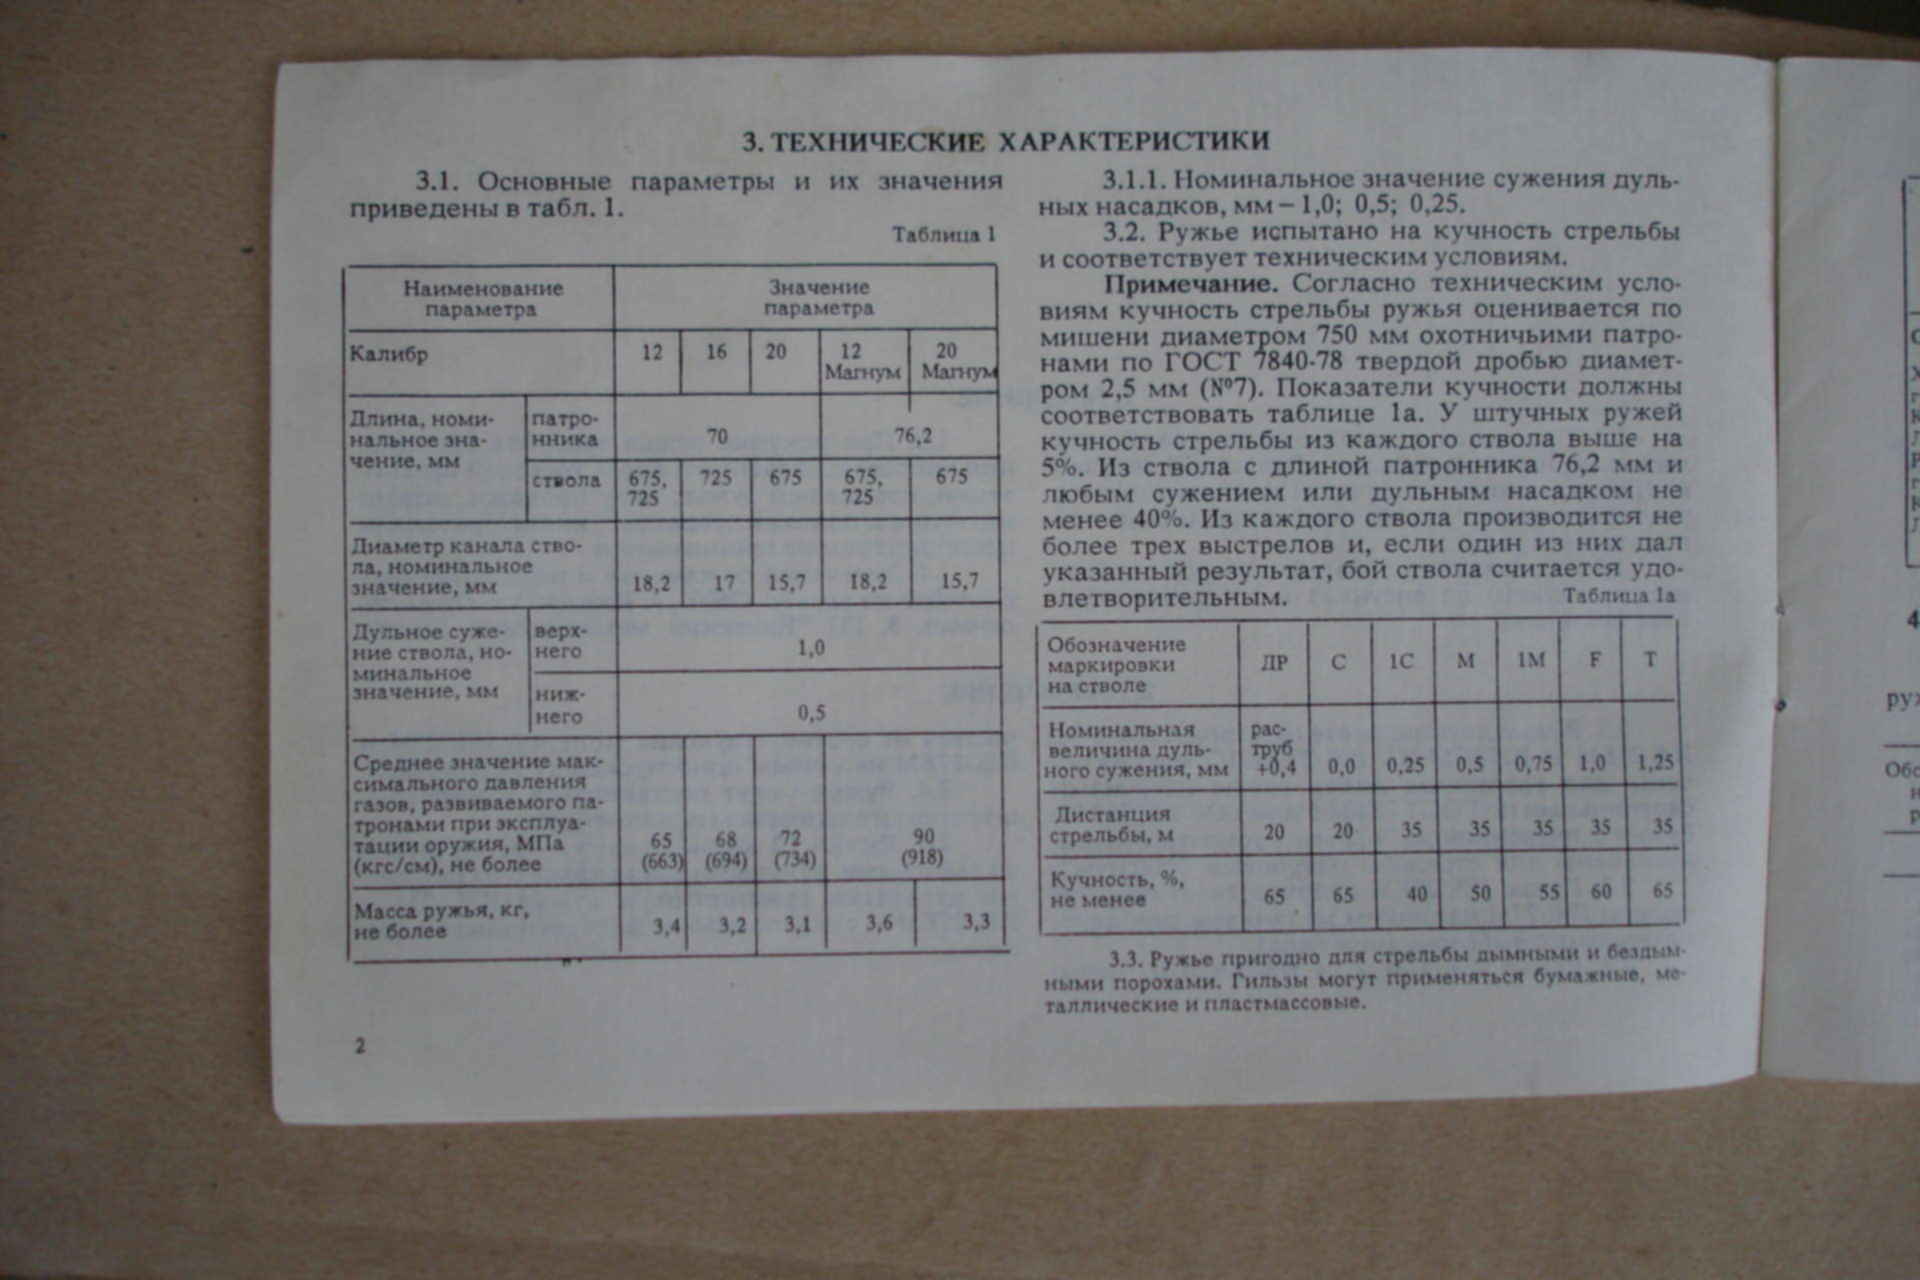 3. ТЕХНИЧЕСКИЕ ХАРАКТЕРИСТИКИ
3.1. Основные параметры и их значения
приведены в табл. 1.
Таблица 1
Наименование
параметра
Значение
параметра
Калибр
12
16
20
12
Магнум
20
Магнум
Длина, номи-
нальное зна-
чение, мм
патро-
нника
70
76,2
ствола
675,
725
725
675
675,
725
675
Диаметр канала ство-
ла, номинальное
значение, мм
18,2
17
15,7
18,2
15,7
Дульное суже-
ние ствола, но-
минальное
значение, мм
верх-
него
1,0
ниж-
него
0,5
Среднее значение мак-
симального давления
газов, развиваемого па-
тронами при эксплуа-
тации оружия, МПа
(кгс/см), не более
65
(663)
68
(694)
72
(734)
90
(918)
Масса ружья, кг,
не более
3,4
3,2
3,1
3,6
3,3
2
3.1.1. Номинальное значение сужения дуль-
ных насадков, мм – 1,0; 0,5; 0,25.
3.2. Ружье испытано на кучность стрельбы
и соответствует техническим условиям.
Примечание. Согласно техническим усло-
виям кучность стрельбы ружья оценивается по
мишени диаметром 750 мм охотничьими патро-
нами по ГОСТ 7840-78 твердой дробью диамет-
ром 2,5 мм (№7). Показатели кучности должны
соответствовать таблице 1а. У штучных ружей
кучность стрельбы из каждого ствола выше на
5%. Из ствола с длиной патронника 76,2 мм и
любым сужением или дульным насадком не
менее 40%. Из каждого ствола производится не
более трех выстрелов и, если один из них дал
указанный результат, бой ствола считается удо-
влетворительным.
Таблица 1а
Обозначение
маркировки
на стволе
ДР
С
1С
М
1М
F
Т
Номинальная
величина дуль-
ного сужения, мм
рас-
труб
+0,4
0,0
0,25
0,5
0,75
1,0
1,25
Дистанция
стрельбы, м
20
20
35
35
35
35
35
Кучность, %,
не менее
65
65
40
50
55
60
65
3.3. Ружье пригодно для стрельбы дымными и бездым-
ными порохами. Гильзы могут применяться бумажные, ме-
таллические и пластмассовые.
4